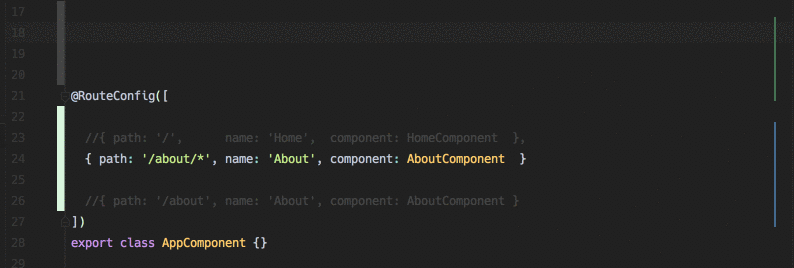 17
18
19
20
21 @RouteConfig([
22
23 //{ path: '/', name: 'Home', component: HomeComponent },
24 { path: '/about/*', name: 'About', component: AboutComponent }
25
26 //{ path: '/about', name: 'About', component: AboutComponent }
27 ])
28 export class AppComponent {}
29